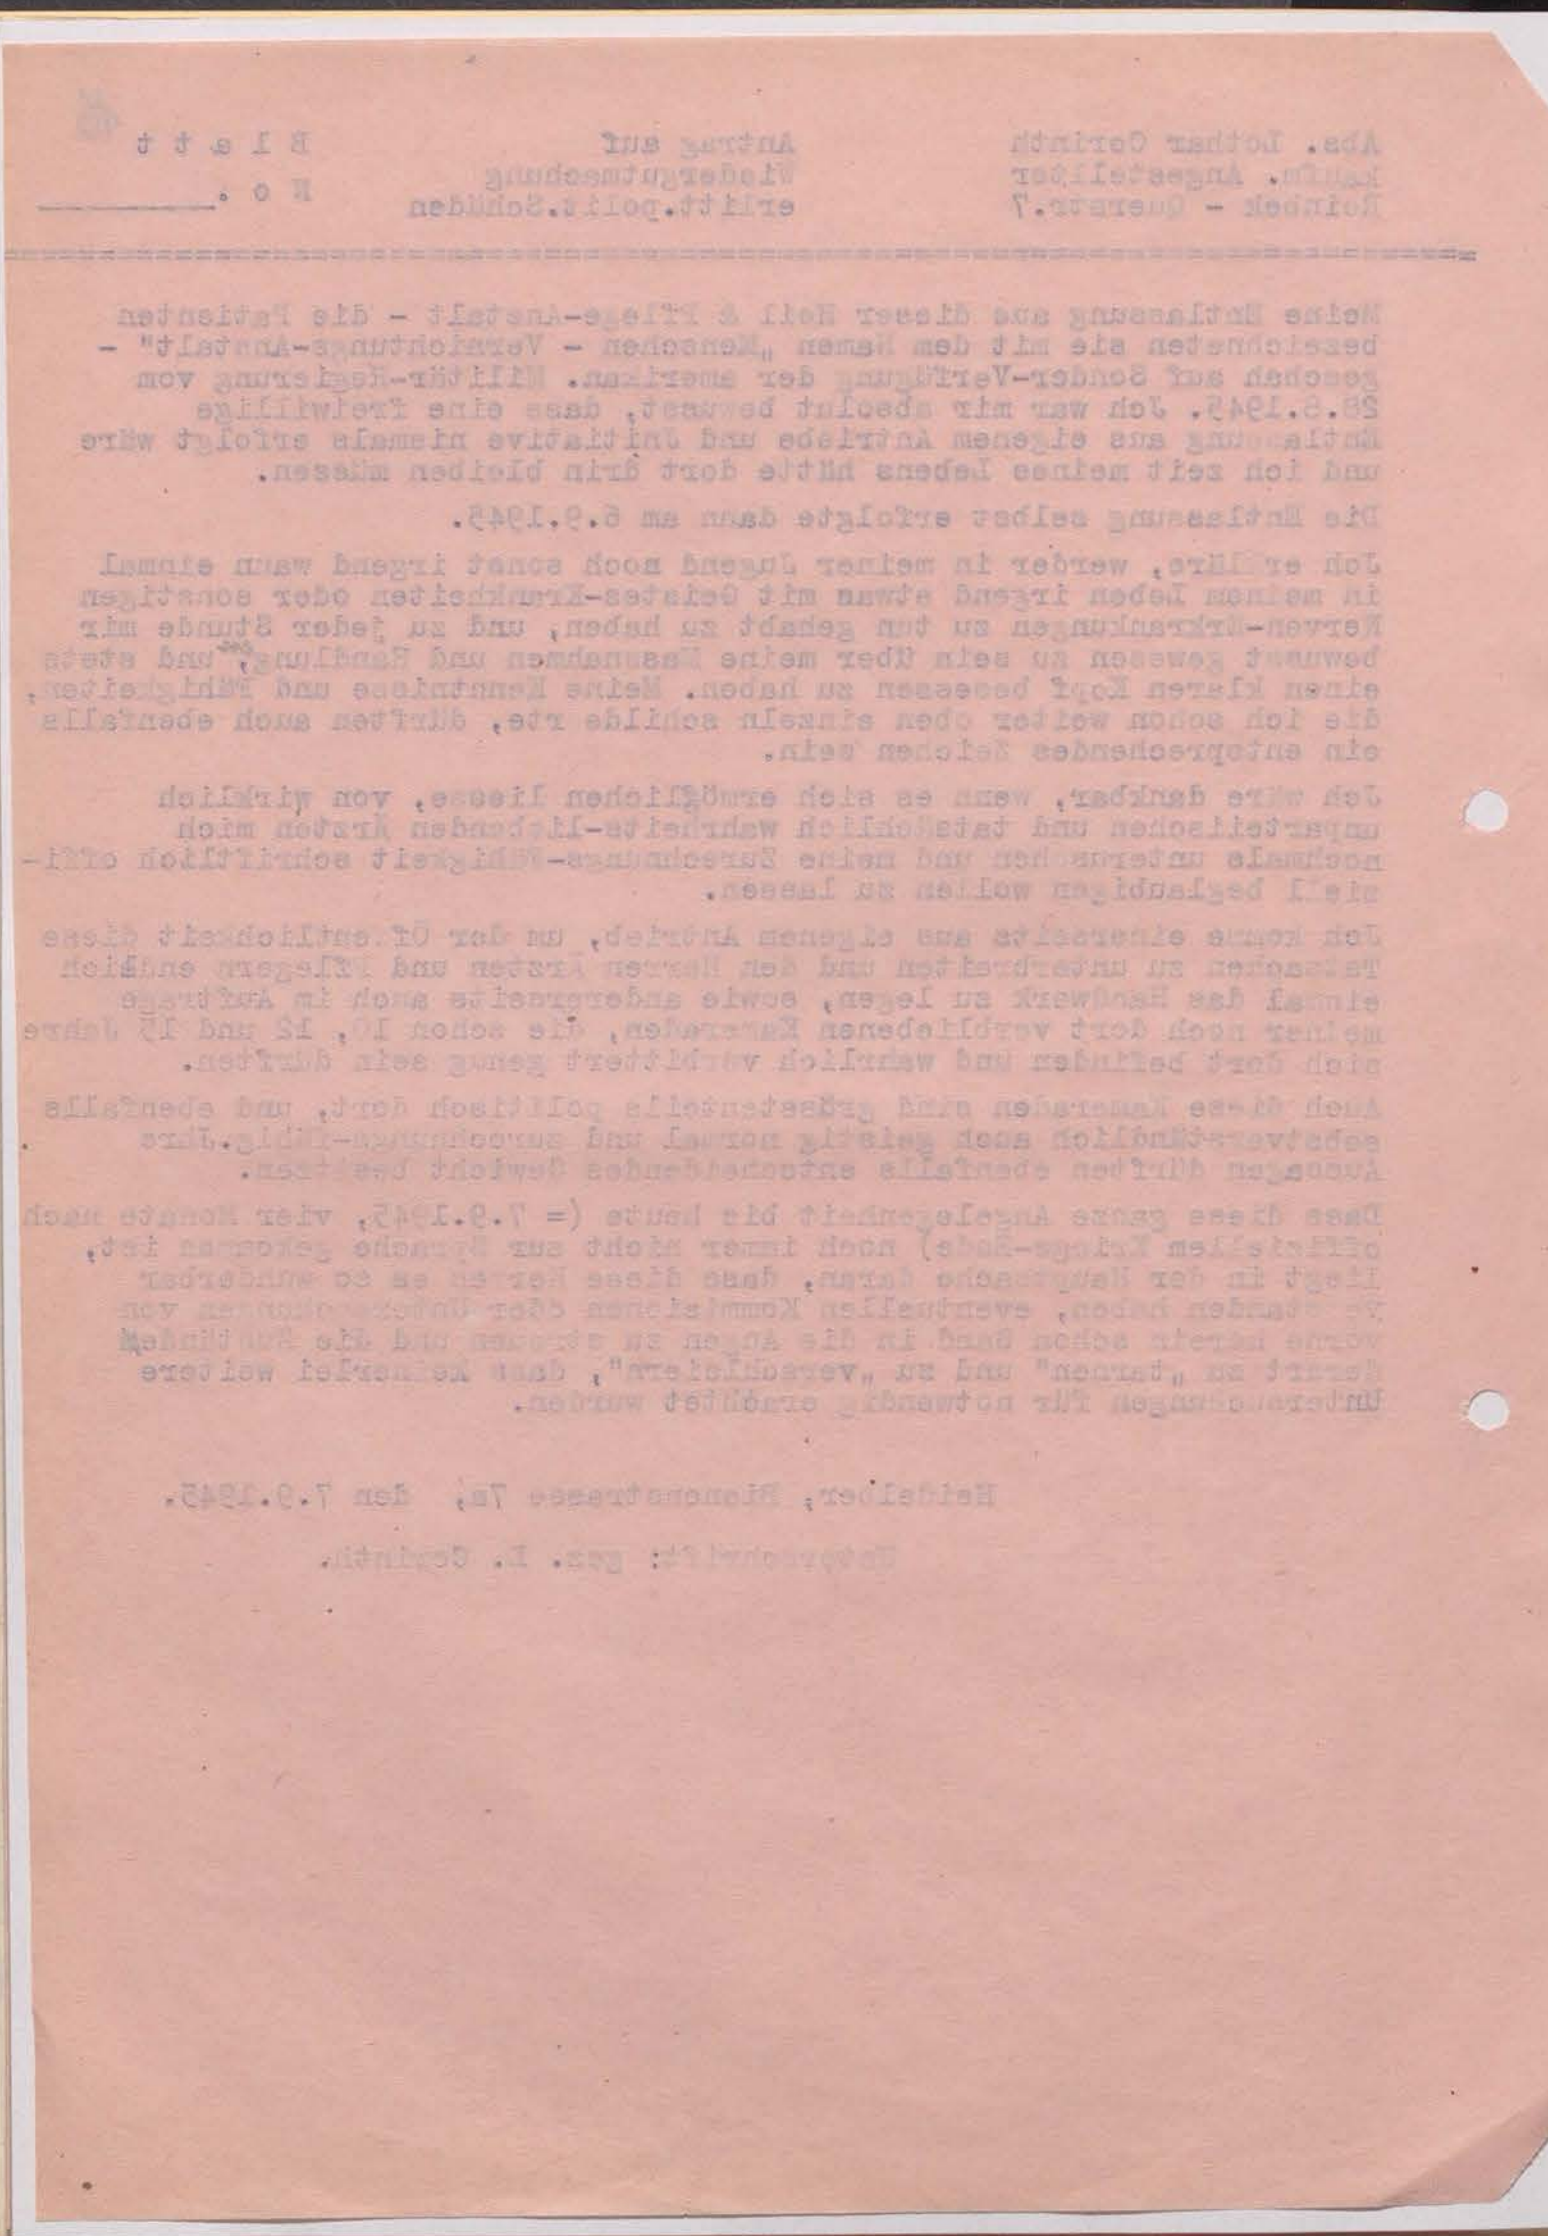 Abs. Lothar Corinth Antrag auf B l a t t
kaufm. Angestellter Wiedergutmachung N o .
Reinbek - Querstr.7 erlitt.polit.Schäden
Meine Entlassung aus dieser Heil & Pflege-Anstalt - die Patienten
bezeichneten sie mit dem Namen „Menschen - Vernichtungs-Anstalt" -
geschah auf Sonder-Verfügung der amerikan. Militär-Regierung vom
28.8.1945. Jch war mir absolut bewusst, dass eine freiwillige
Entlassung aus eigenem Antriebe und Jnitiative niemals erfolgt wäre
und ich zeit meines Lebens hätte dort drin bleiben müssen.
Die Entlassung selbst erfolgte dann am 6.9.1945.
Jch erkläre, weder in meiner Jugend noch sonst irgend wann einmal
in meinem Leben irgend etwas mit Geistes-Krankheiten oder sonstigen
Nerven-Erkrankungen zu tun gehabt zu haben, und zu jeder Stunde mir
bewusst gewesen zu sein über meine Massnahmen und Handlung, und stets
einen klaren Kopf besessen zu haben. Meine Kenntnisse und Fähigkeiten,
die ich schon weiter oben einzeln schilde rte, dürften auch ebenfalls
ein entsprechendes Zeichen sein.
Jch wäre dankbar, wenn es sich ermöglichen liesse, von wirklich
unparteiischen und tatsächlich wahrheits-liebenden Ärzten mich
nochmals untersuchen und meine Zurechnungs-Fähigkeit schriftlich offi-
ziell beglaubigen wollen zu lassen.
Jch komme einerseits aus eigenem Antrieb, um der Öffentlichkeit diese
Tatsachen zu unterbreiten und den Herren Ärzten und Pflegern endlich
einmal das Handwerk zu legen, sowie andererseits auch im Auftrage
meiner noch dort verbliebenen Kameraden, die schon 10, 12 und 15 Jahre
sich dort befinden und wahrlich verbittert genug sein dürften.
Auch diese Kameraden sind grösstenteils politisch dort, und ebenfalls
sebstverständlich auch geistig normal und zurechnungs-fähig.Jhre
Aussagen dürften ebenfalls entscheidendes Gewicht besitzen.
Dass diese ganze Angelegenheit bis heute (= 7.9.1945, vier Monate nach
offiziellem Kriegs-Ende) noch immer nicht zur Sprache gekommen ist,
liegt in der Hauptsache daran, dass diese Herren es so wunderbar
verstanden haben, eventuellen Kommissionen oder Untersuchungen von
vorne herein schon Sand in die Augen zu streuen und die Zustände
derart zu „tarnen" und zu „verschleiern", dass keinerlei weitere
Untersuchungen für notwendig erachtet wurden.
Heidelber, Bienenstrasse 7a, den 7.9.1945.
Unterschrift: gez. L. Corinth.